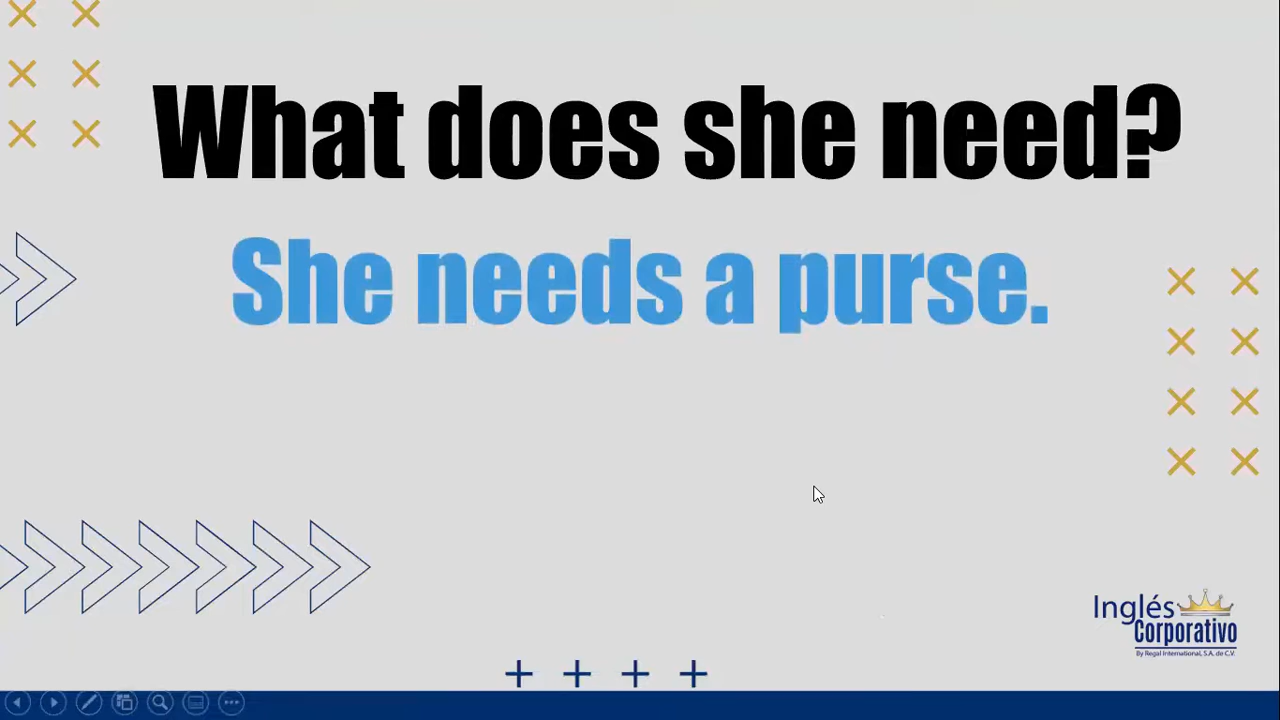 What does she need?
She needs a purse.
Inglés
Corporativo
By Regal International, S.A. de C.V.